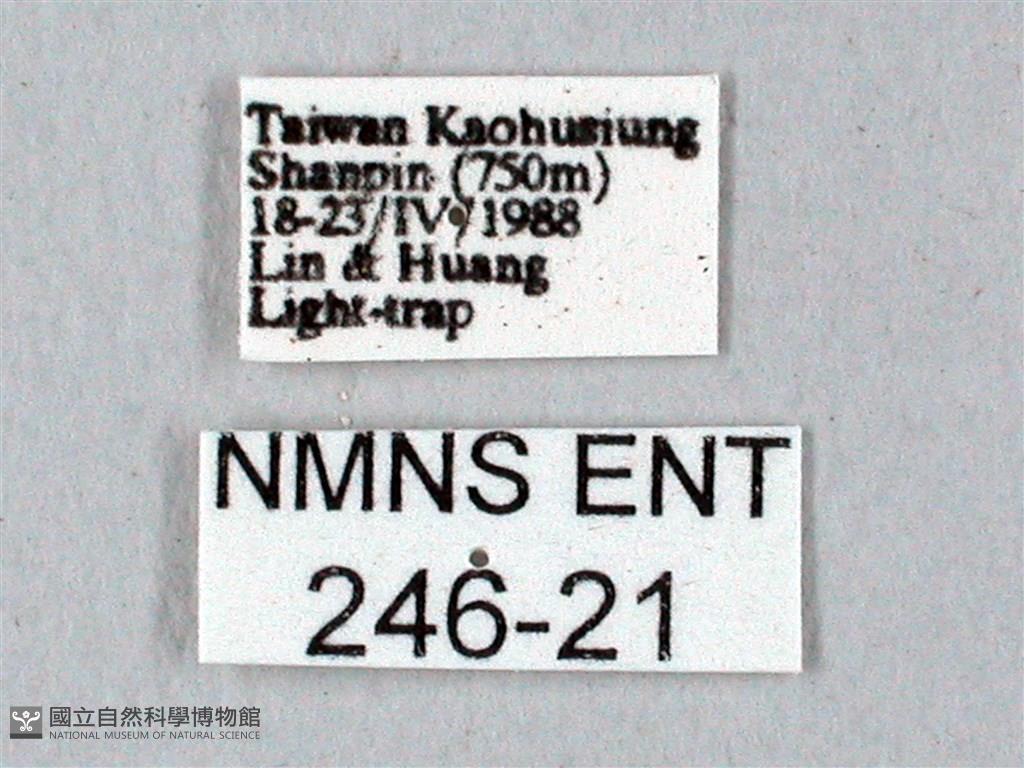 Taiwan Kaohusiung
Shanpin (750m)
18-23/IV/1988
Lin & Huang
Light-trap
NMNS ENT
246-21
國立自然科學博物館
NATIONAL MUSEUM OF NATURAL SCIENCE